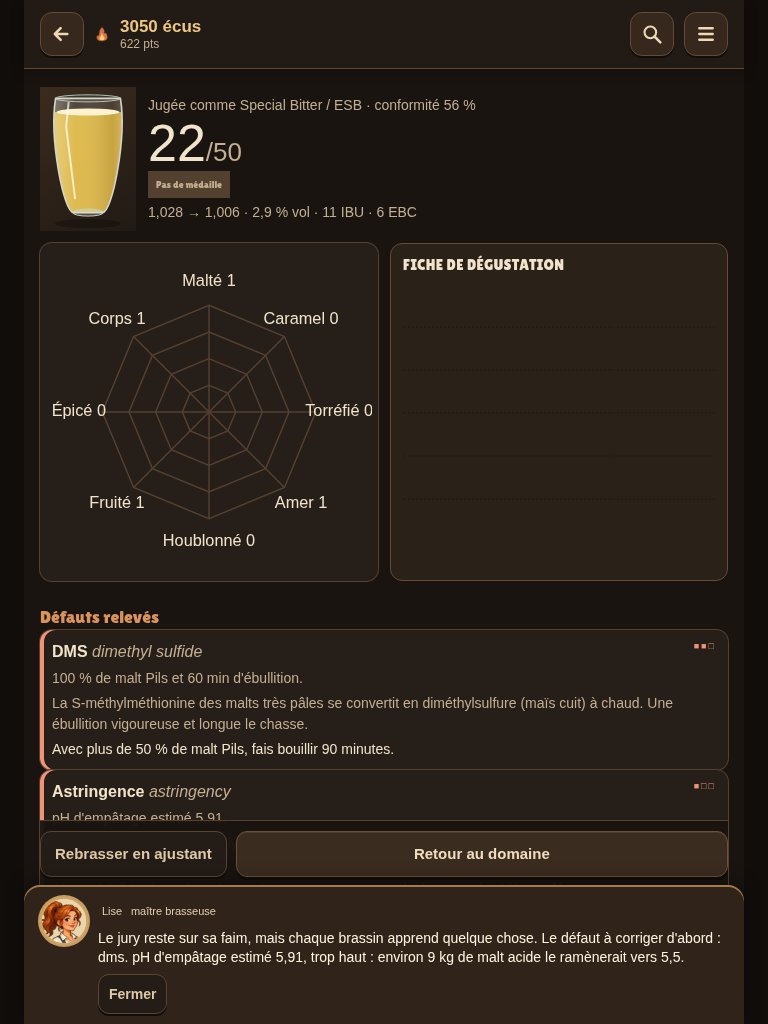 3050 écus
622 pts
Jugée comme Special Bitter / ESB · conformité 56 %
22/50
Pas de médaille
1,028 → 1,006 · 2,9 % vol · 11 IBU · 6 EBC
Malté 1
Corps 1
Caramel 0
Épicé 0
Torréfié 0
Fruité 1
Amer 1
Houblonné 0
FICHE DE DÉGUSTATION
Défauts relevés
DMS dimethyl sulfide
100 % de malt Pils et 60 min d'ébullition.
La S-méthylméthionine des malts très pâles se convertit en diméthylsulfure (maïs cuit) à chaud. Une
ébullition vigoureuse et longue le chasse.
Avec plus de 50 % de malt Pils, fais bouillir 90 minutes.
Astringence astringency
pH d'empâtage estimé 5,91
Rebrasser en ajustant
Retour au domaine
Lise maître brasseuse
Le jury reste sur sa faim, mais chaque brassin apprend quelque chose. Le défaut à corriger d'abord :
dms. pH d'empâtage estimé 5,91, trop haut : environ 9 kg de malt acide le ramènerait vers 5,5.
Fermer